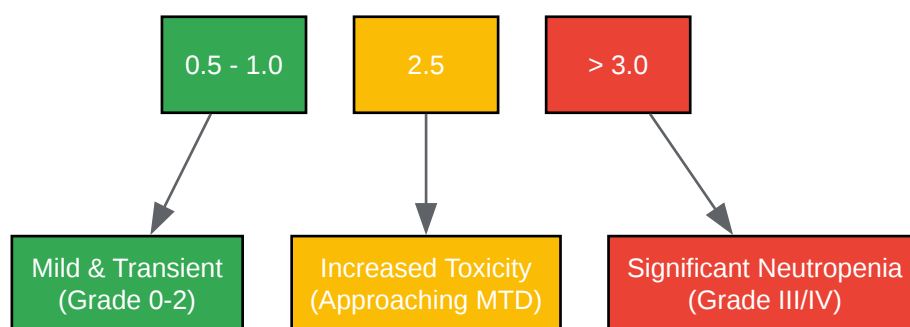 0.5 - 1.0
2.5
> 3.0
Mild & Transient
(Grade 0-2)
Increased Toxicity
(Approaching MTD)
Significant Neutropenia
(Grade III/IV)